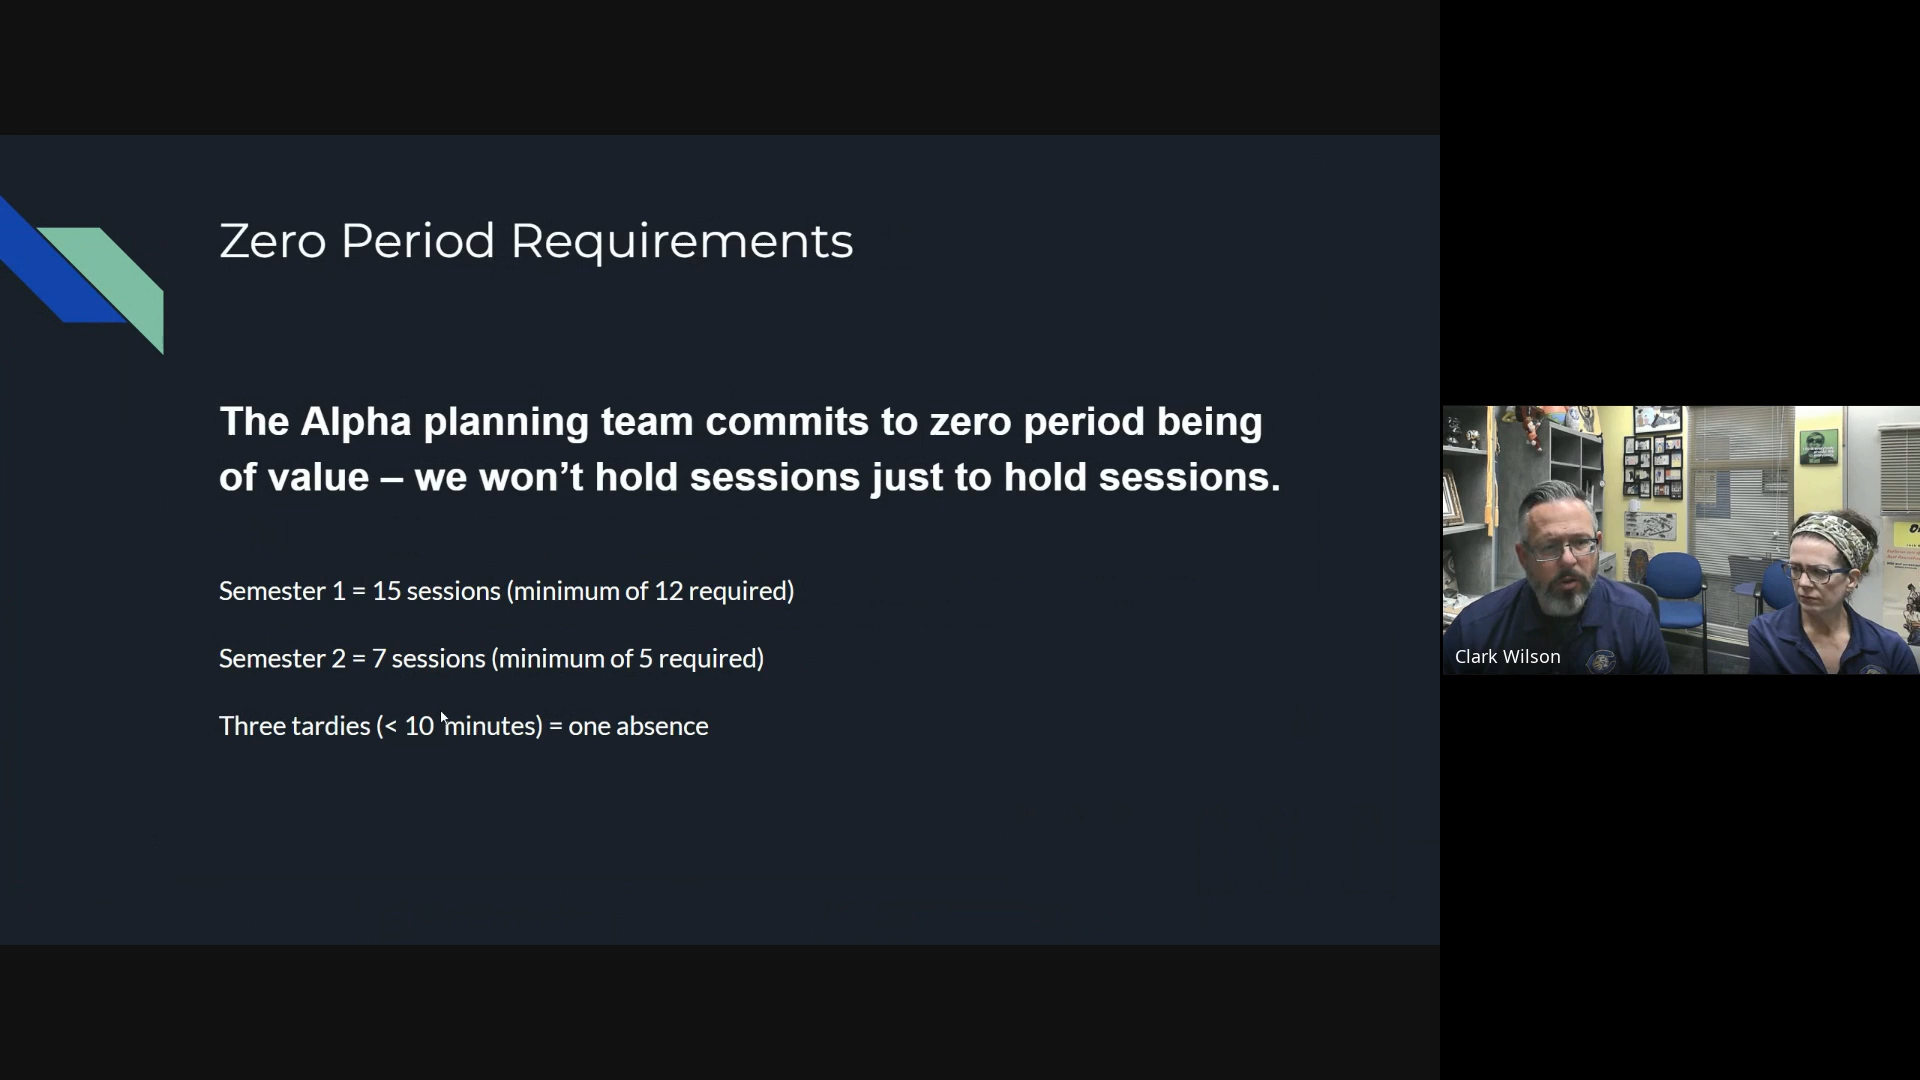 Zero Period Requirements
The Alpha planning team commits to zero period being
of value – we won’t hold sessions just to hold sessions.
Semester 1 = 15 sessions (minimum of 12 required)
Semester 2 = 7 sessions (minimum of 5 required)
Three tardies (< 10 minutes) = one absence
Clark Wilson